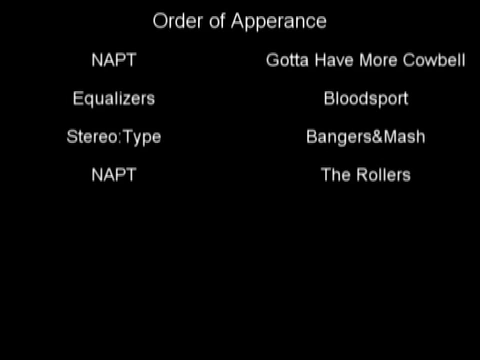 Order of Apperance
NAPT Gotta Have More Cowbell
Equalizers Bloodsport
Stereo:Type Bangers&Mash
NAPT The Rollers